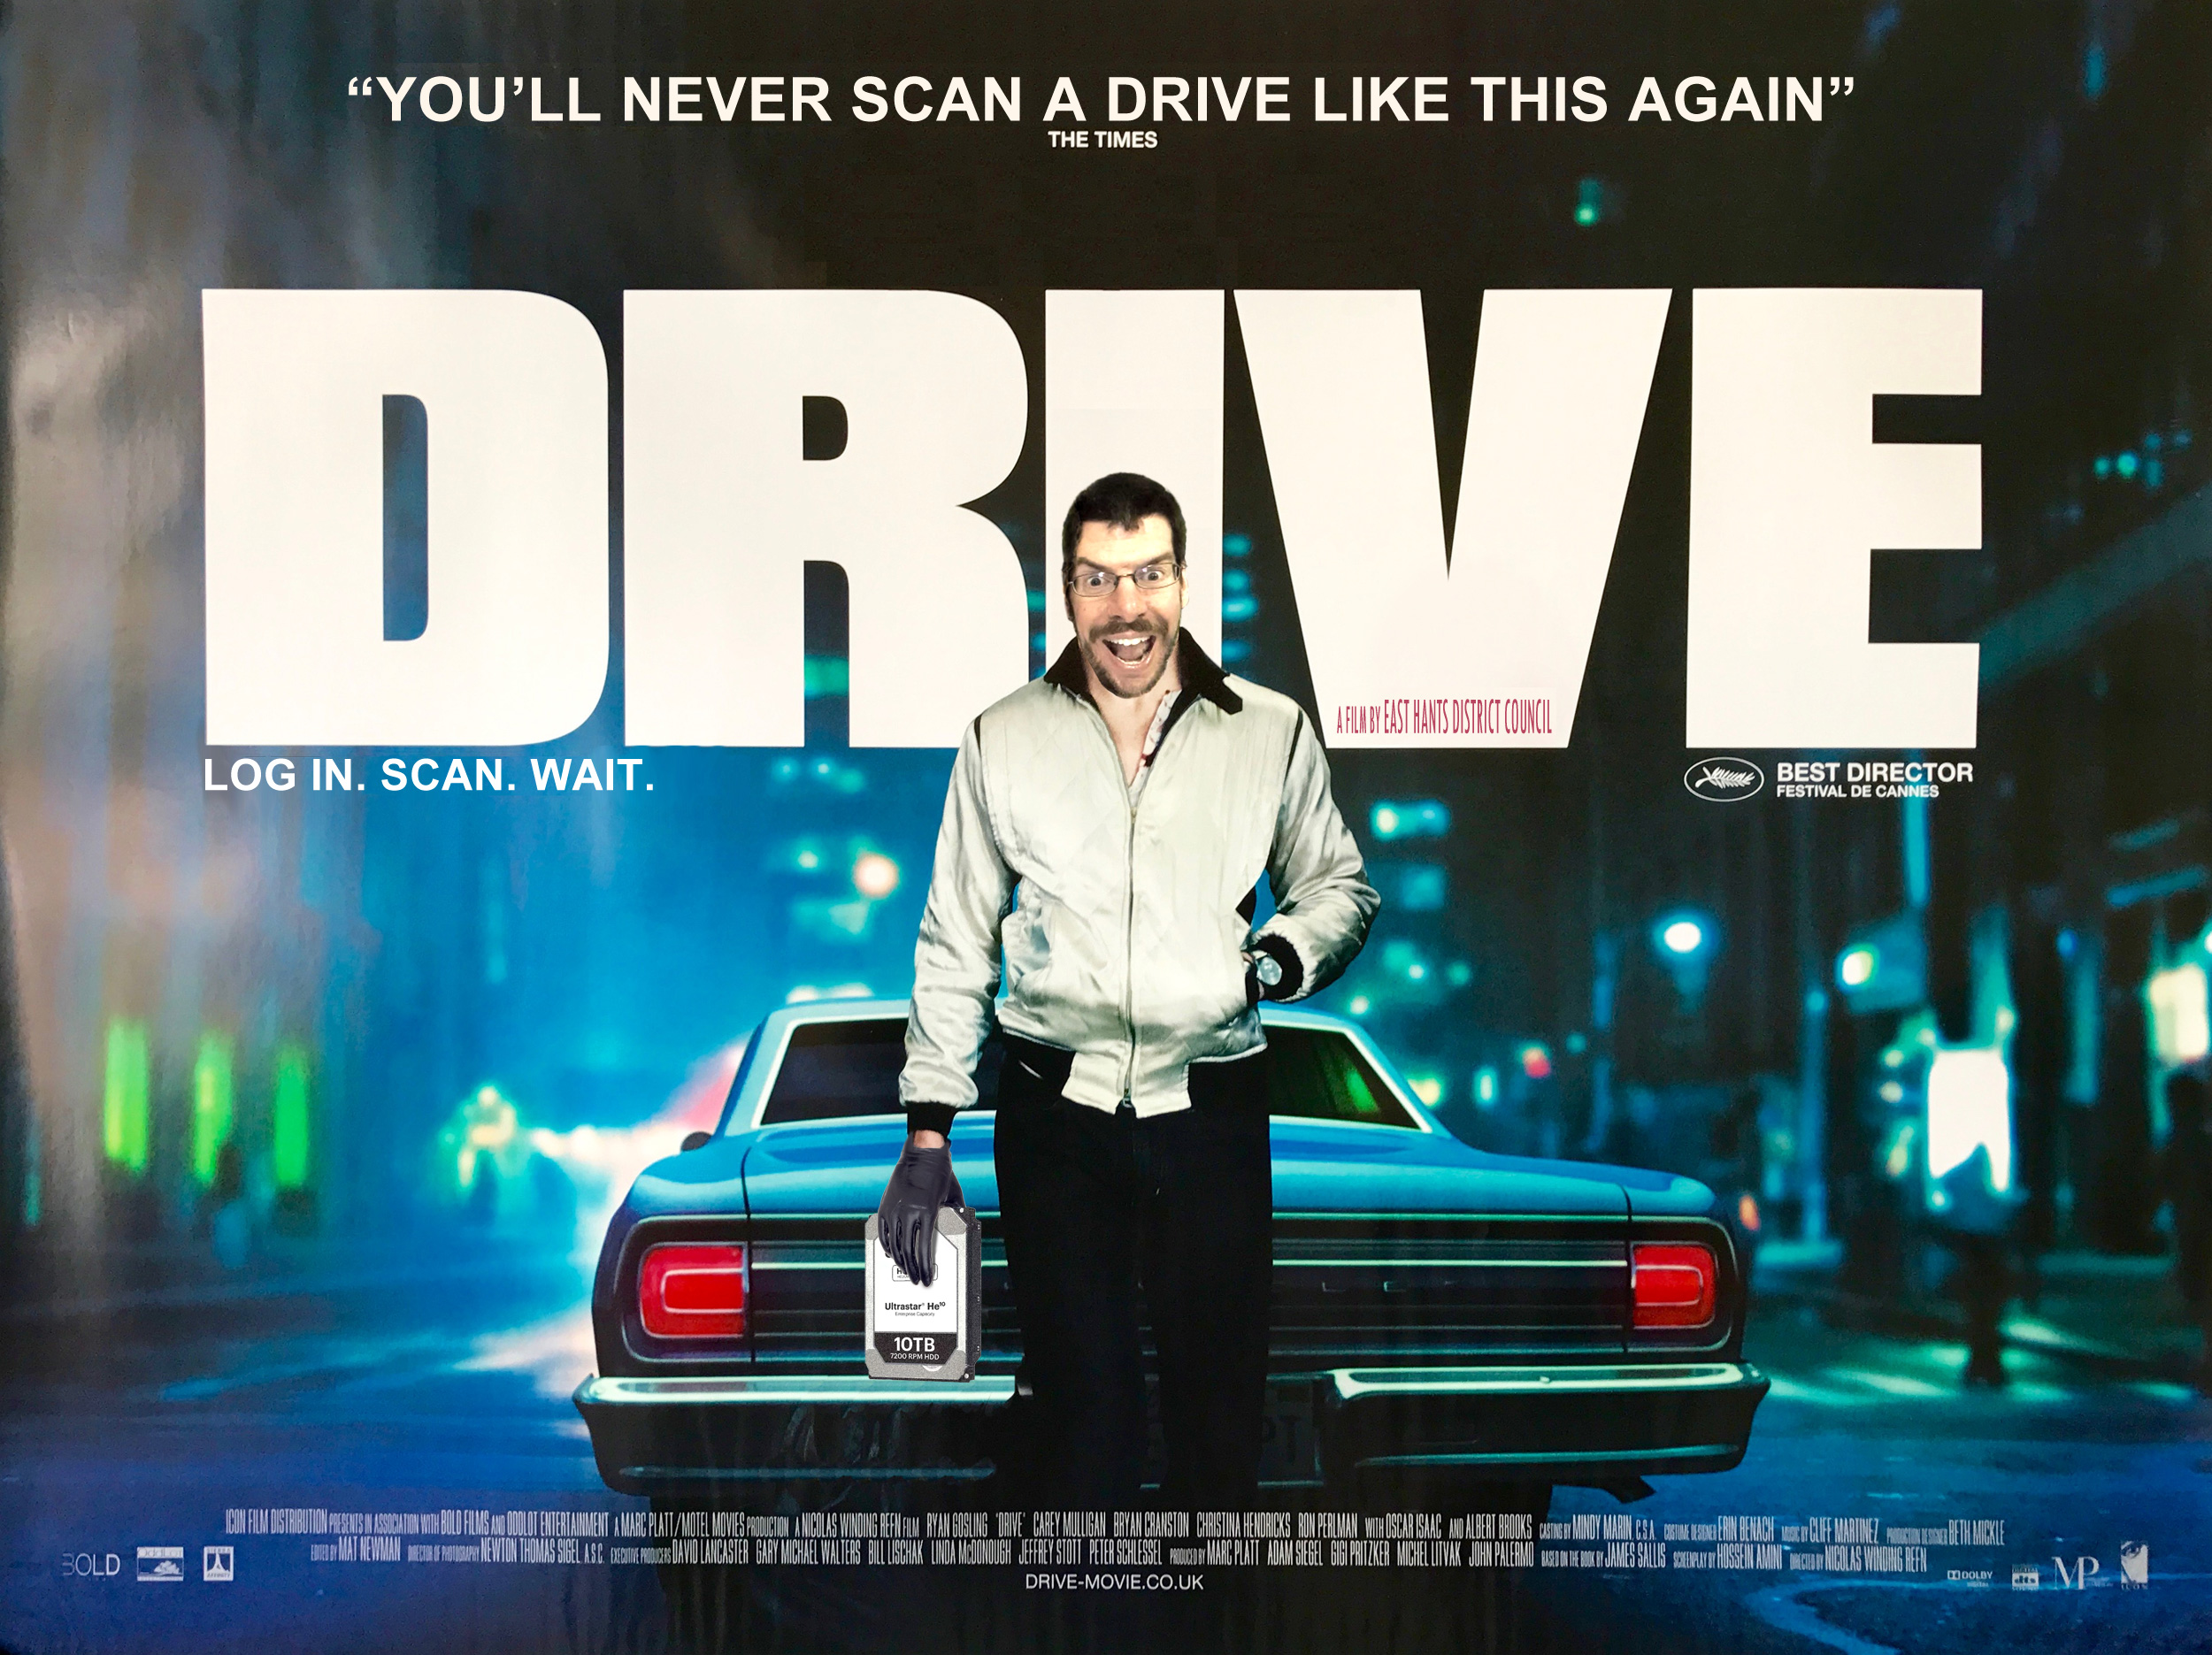 “YOU’LL NEVER SCAN A DRIVE LIKE THIS AGAIN”
THE TIMES
DRIVE
A FILM BY EAST HANTS DISTRICT COUNCIL
LOG IN. SCAN. WAIT.
BEST DIRECTOR
FESTIVAL DE CANNES
Ultrastar® He10
Enterprise Capacity
10TB
7200 RPM HDD
ICON FILM DISTRIBUTION PRESENTS IN ASSOCIATION WITH BOLD FILMS AND ODDLOT ENTERTAINMENT A MARC PLATT/MOTEL MOVIES PRODUCTION A NICOLAS WINDING REFN FILM RYAN GOSLING 'DRIVE' CAREY MULLIGAN BRYAN CRANSTON CHRISTINA HENDRICKS RON PERLMAN WITH OSCAR ISAAC AND ALBERT BROOKS CASTING BY MINDY MARIN, C.S.A. COSTUME DESIGNER ERIN BENACH MUSIC BY CLIFF MARTINEZ PRODUCTION DESIGNER BETH MICKLE
EDITED BY MAT NEWMAN DIRECTOR OF PHOTOGRAPHY NEWTON THOMAS SIGEL, A.S.C. EXECUTIVE PRODUCERS DAVID LANCASTER GARY MICHAEL WALTERS BILL LISCHAK LINDA McDONOUGH JEFFREY STOTT PETER SCHLESSEL PRODUCED BY MARC PLATT ADAM SIEGEL GIGI PRITZKER MICHEL LITVAK JOHN PALERMO BASED ON THE BOOK BY JAMES SALLIS SCREENPLAY BY HOSSEIN AMINI DIRECTED BY NICOLAS WINDING REFN
BOLD
DOLBY
dts
MP
ICON
DRIVE-MOVIE.CO.UK